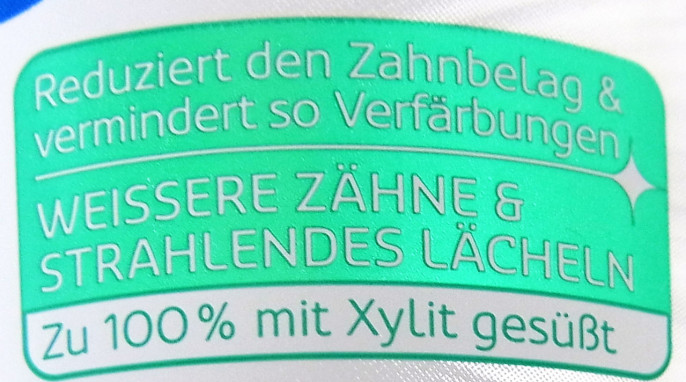 Reduziert den Zahnbelag &
vermindert so Verfärbungen
WEISSERE ZÄHNE &
STRAHLENDES LÄCHELN
Zu 100% mit Xylit gesüßt